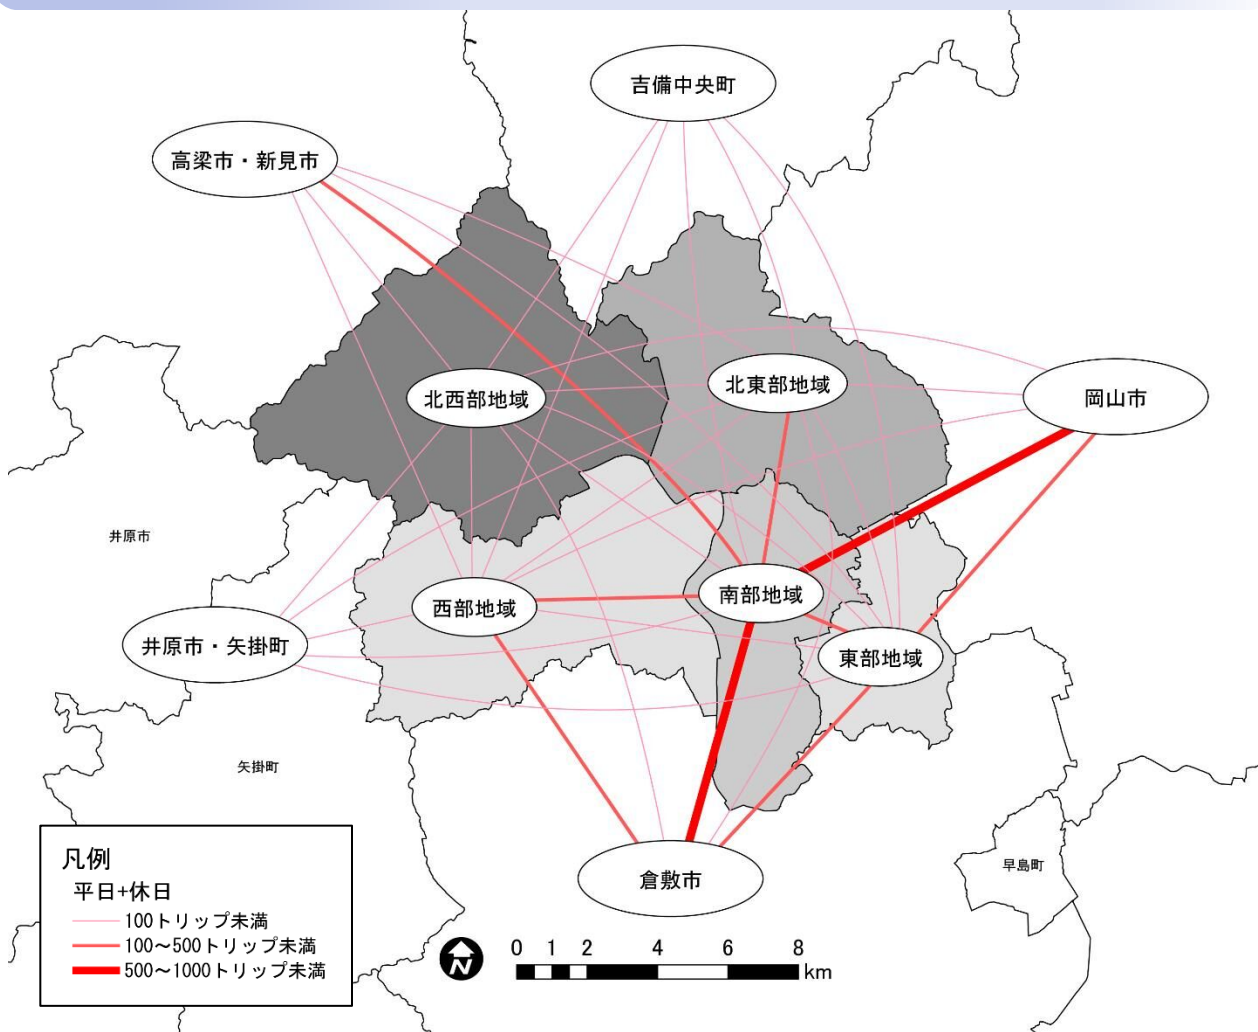 吉備中央町
高梁市・新見市
北東部地域
北西部地域
岡山市
井原市
南部地域
西部地域
井原市・矢掛町
東部地域
矢掛町
早島町
倉敷市
凡例
平日+休日
100トリップ未満
100～500トリップ未満
500～1000トリップ未満
N
0 1 2 4 6 8
km